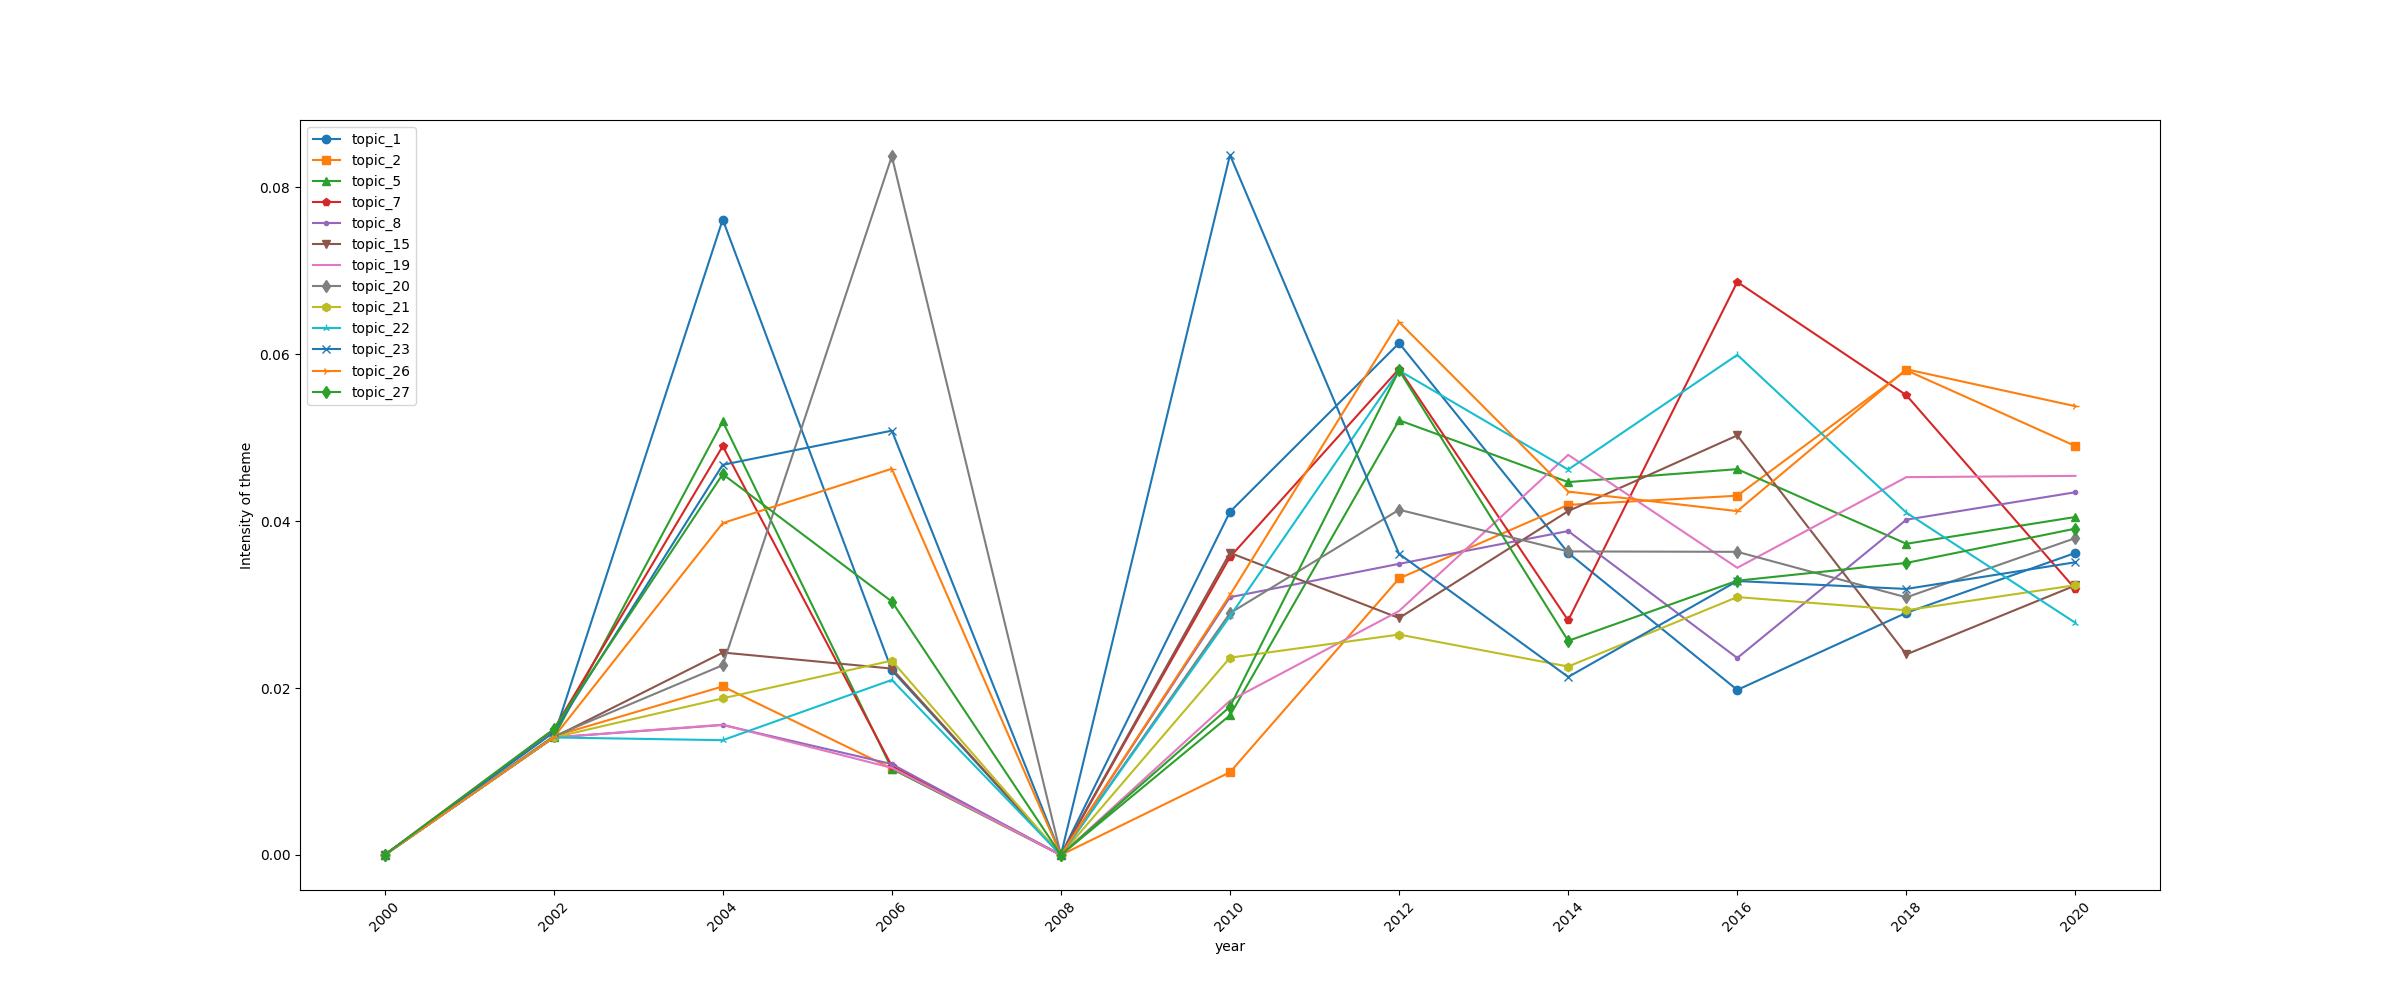 topic_1
topic_2
topic_5
topic_7
topic_8
topic_15
topic_19
topic_20
topic_21
topic_22
topic_23
topic_26
topic_27
Intensity of theme
0.08
0.06
0.04
0.02
0.00
2000 2002 2004 2006 2008 2010 2012 2014 2016 2018 2020
year